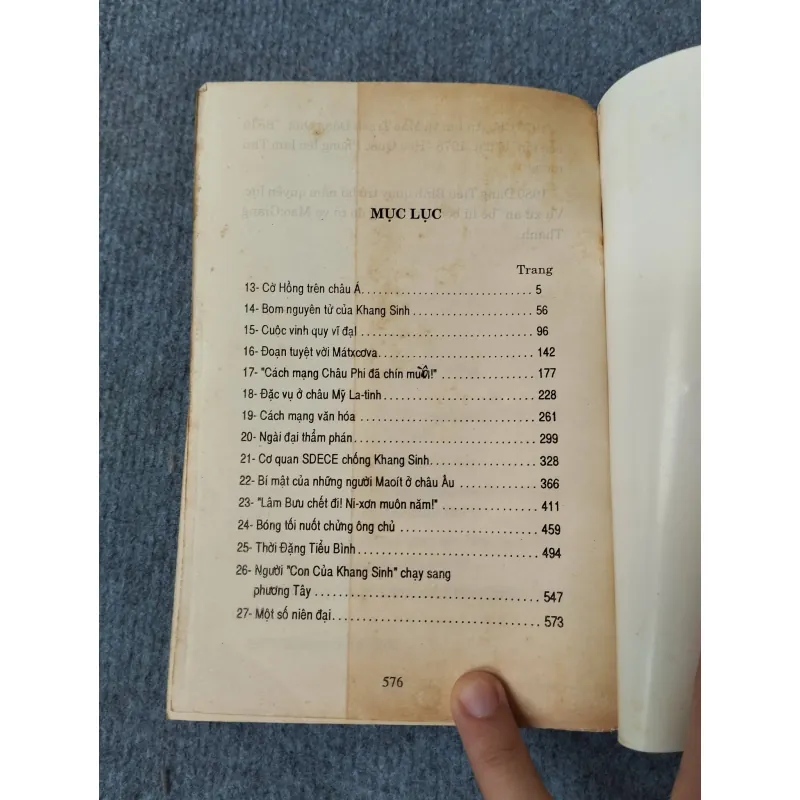 MỤC LỤC
Trang
13- Cờ Hồng trên châu Á. . . . . . . . . . . . . . . . . . . . . . . . . . . . . 5
14- Bom nguyên tử của Khang Sinh . . . . . . . . . . . . . . . . . . . . 56
15- Cuộc vinh quy vĩ đại . . . . . . . . . . . . . . . . . . . . . . . . . . . . . 96
16- Đoạn tuyệt với Mátxcơva. . . . . . . . . . . . . . . . . . . . . . . . . . 142
17- "Cách mạng Châu Phi đã chín muồi!" . . . . . . . . . . . . . . . . 177
18- Đặc vụ ở châu Mỹ La-tinh . . . . . . . . . . . . . . . . . . . . . . . . . 228
19- Cách mạng văn hóa . . . . . . . . . . . . . . . . . . . . . . . . . . . . . 261
20- Ngài đại thẩm phán. . . . . . . . . . . . . . . . . . . . . . . . . . . . . . 299
21- Cơ quan SDECE chống Khang Sinh. . . . . . . . . . . . . . . . . . 328
22- Bí mật của những người Maoít ở châu Âu . . . . . . . . . . . . . 366
23- "Lâm Bưu chết đi! Ni-xơn muôn năm!" . . . . . . . . . . . . . . . . 411
24- Bóng tối nuốt chửng ông chủ . . . . . . . . . . . . . . . . . . . . . . 459
25- Thời Đặng Tiểu Bình . . . . . . . . . . . . . . . . . . . . . . . . . . . . . 494
26- Người "Con Của Khang Sinh" chạy sang
phương Tây . . . . . . . . . . . . . . . . . . . . . . . . . . . . . . . . . . . 547
27- Một số niên đại. . . . . . . . . . . . . . . . . . . . . . . . . . . . . . . . . 573
576